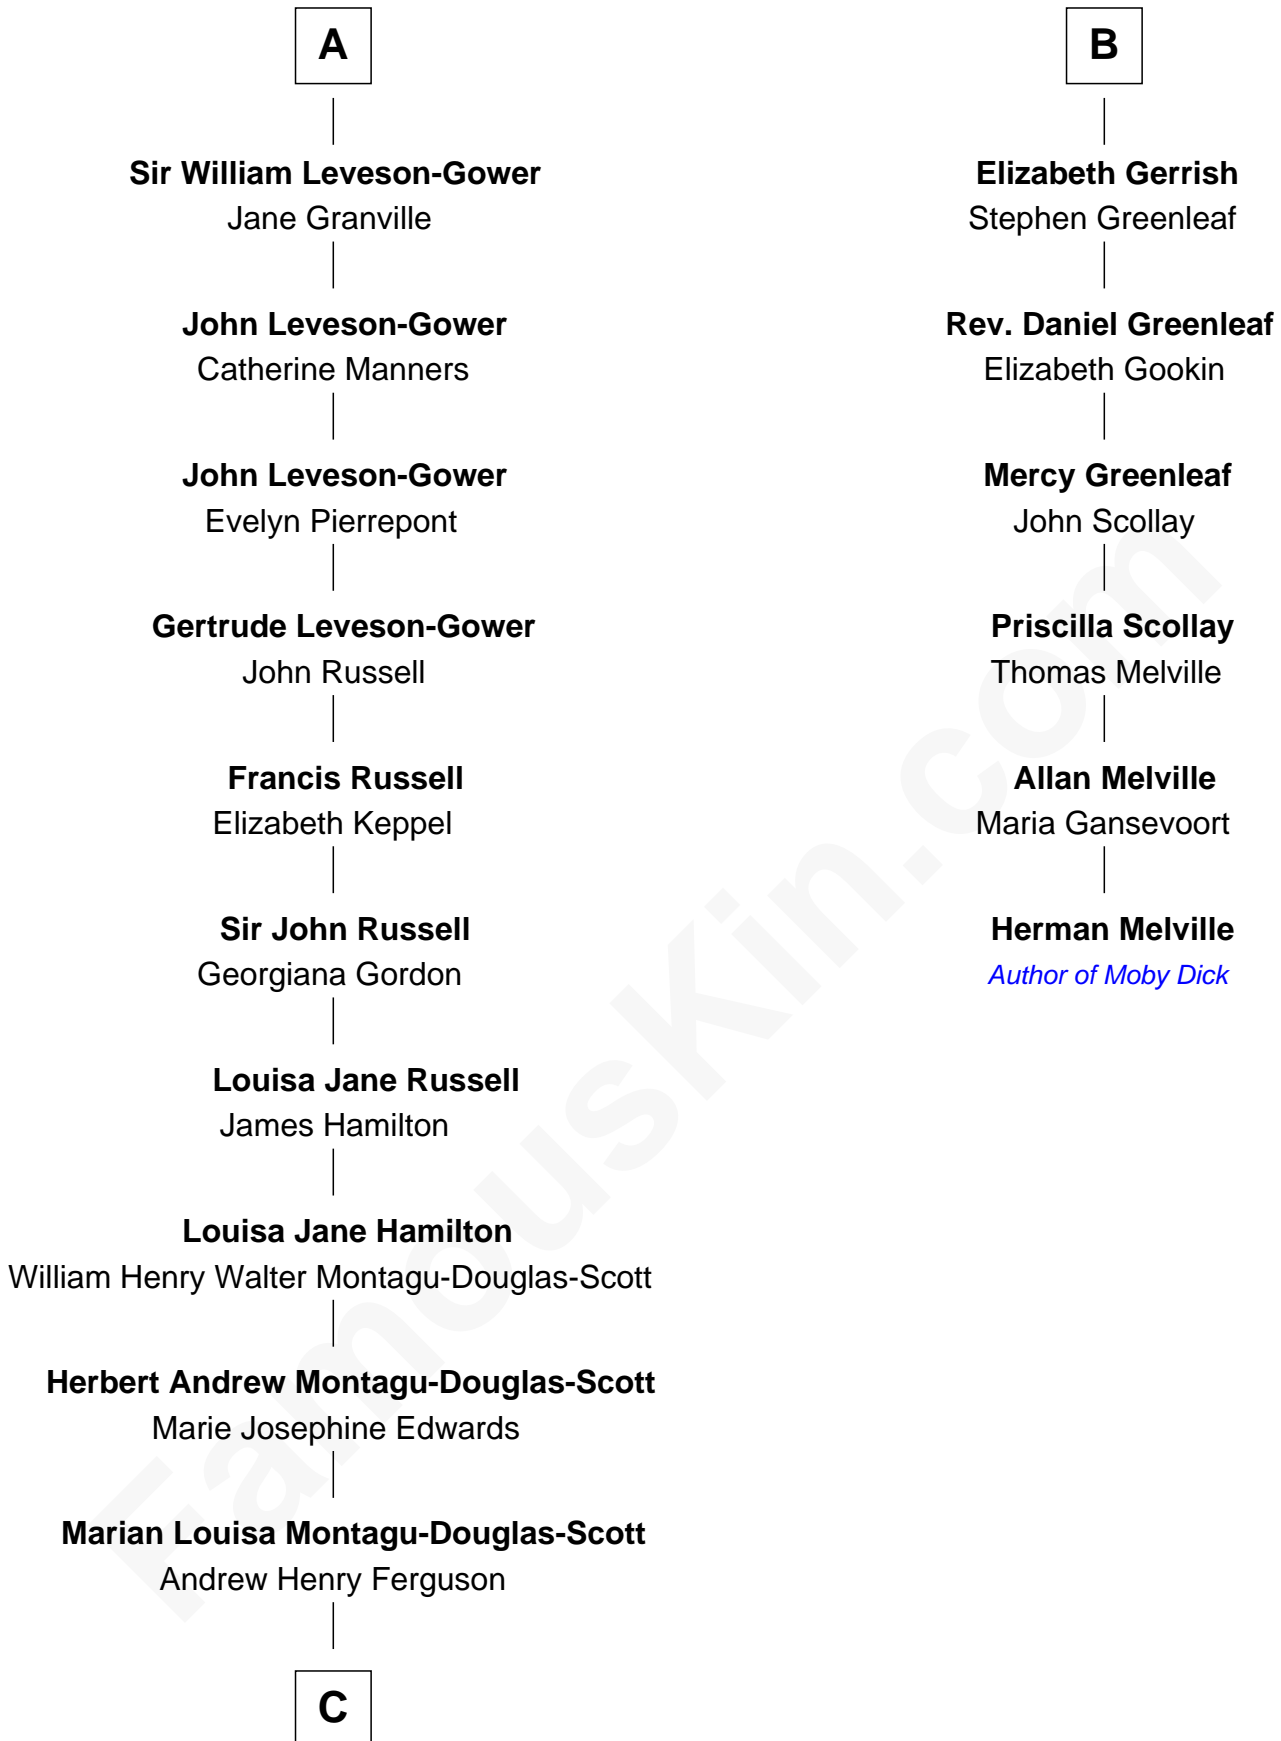 A
Sir William Leveson-Gower
Jane Granville
John Leveson-Gower
Catherine Manners
John Leveson-Gower
Evelyn Pierrepont
Gertrude Leveson-Gower
John Russell
Francis Russell
Elizabeth Keppel
Sir John Russell
Georgiana Gordon
Louisa Jane Russell
James Hamilton
Louisa Jane Hamilton
William Henry Walter Montagu-Douglas-Scott
Herbert Andrew Montagu-Douglas-Scott
Marie Josephine Edwards
Marian Louisa Montagu-Douglas-Scott
Andrew Henry Ferguson
C
B
Elizabeth Gerrish
Stephen Greenleaf
Rev. Daniel Greenleaf
Elizabeth Gookin
Mercy Greenleaf
John Scollay
Priscilla Scollay
Thomas Melville
Allan Melville
Maria Gansevoort
Herman Melville
Author of Moby Dick
FamousKin.com